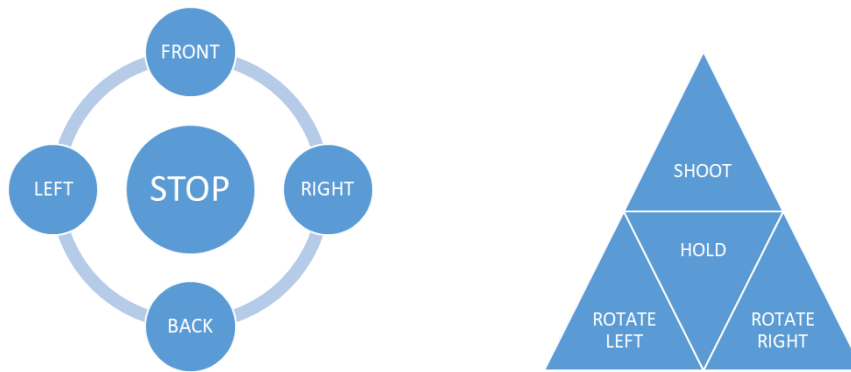 FRONT
LEFT
STOP
RIGHT
BACK
SHOOT
HOLD
ROTATE
LEFT
ROTATE
RIGHT